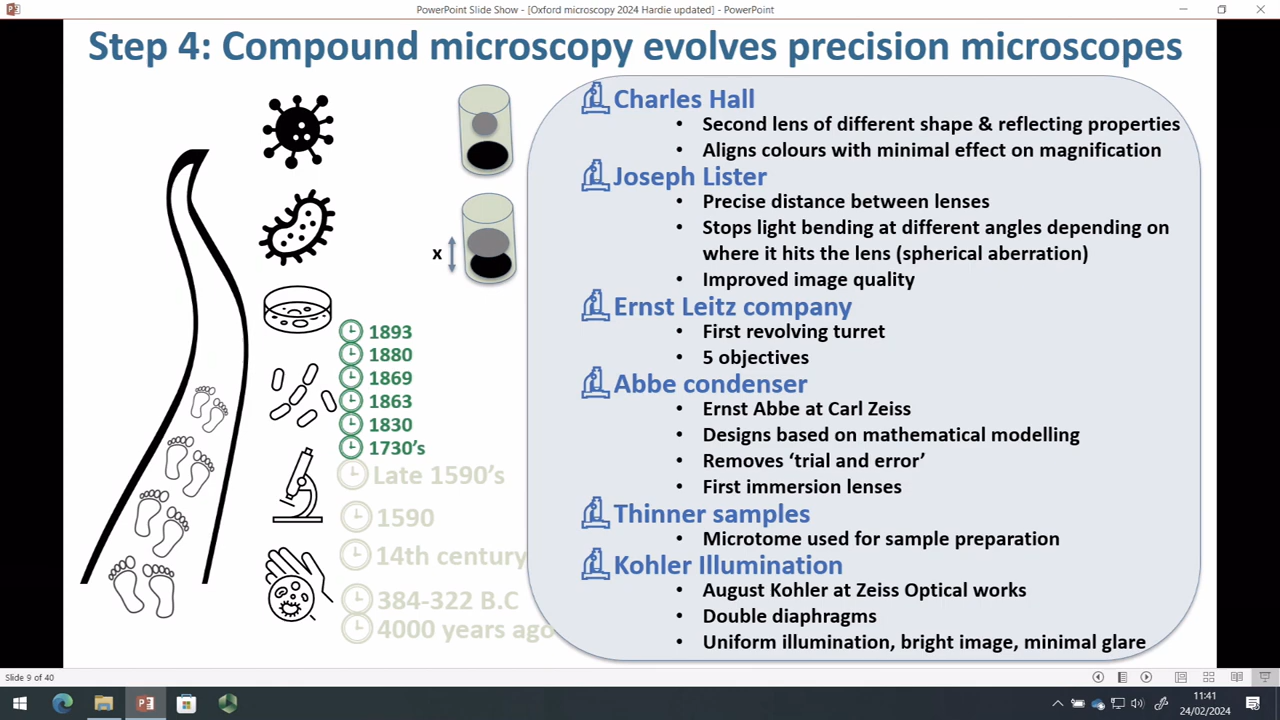 PowerPoint Slide Show - [Oxford microscopy 2024 Hardie updated] - PowerPoint
Step 4: Compound microscopy evolves precision microscopes
x
1893
1880
1869
1863
1830
1730’s
Late 1590’s
1590
14th century
384-322 B.C
4000 years ago
Charles Hall
• Second lens of different shape & reflecting properties
• Aligns colours with minimal effect on magnification
Joseph Lister
• Precise distance between lenses
• Stops light bending at different angles depending on
where it hits the lens (spherical aberration)
• Improved image quality
Ernst Leitz company
• First revolving turret
• 5 objectives
Abbe condenser
• Ernst Abbe at Carl Zeiss
• Designs based on mathematical modelling
• Removes ‘trial and error’
• First immersion lenses
Thinner samples
• Microtome used for sample preparation
Kohler Illumination
• August Kohler at Zeiss Optical works
• Double diaphragms
• Uniform illumination, bright image, minimal glare
Slide 9 of 40
11:41
24/02/2024